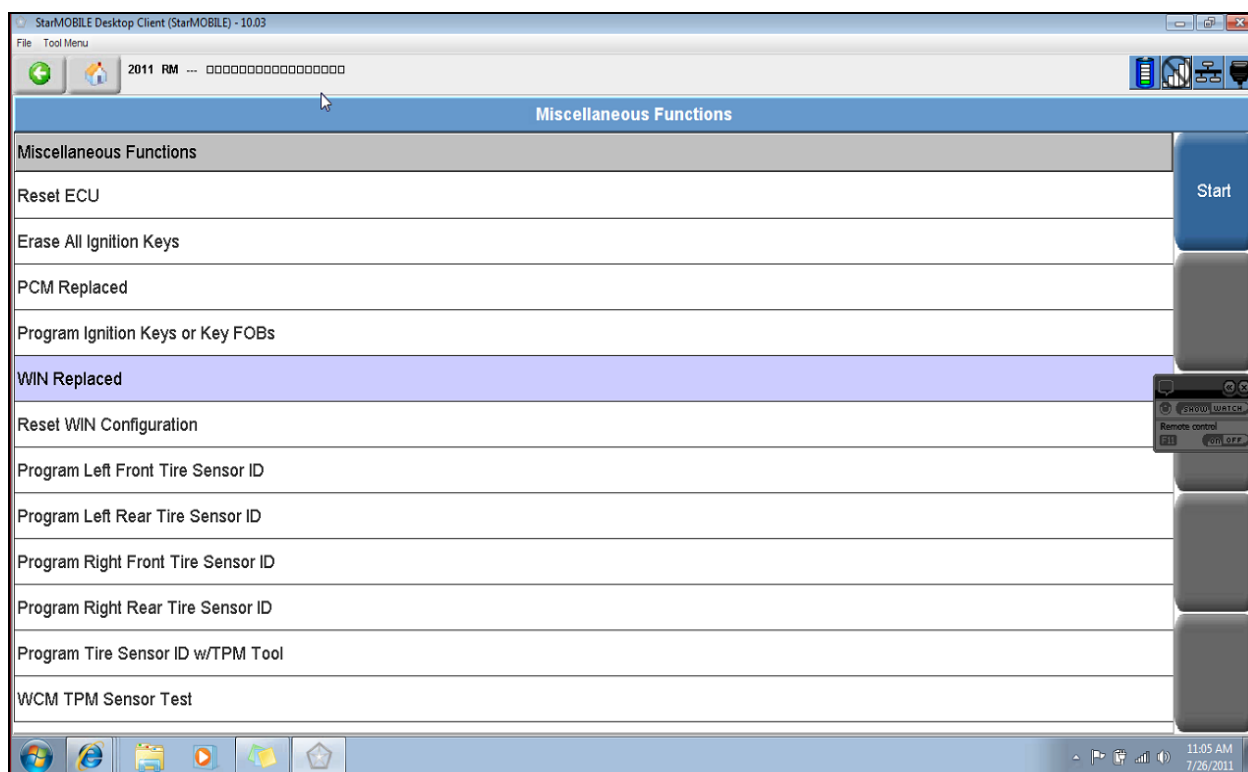 StarMOBILE Desktop Client (StarMOBILE) - 10.03
File Tool Menu
2011 RM --- □□□□□□□□□□□□□□□□□
Miscellaneous Functions
Miscellaneous Functions
Start
Reset ECU
Erase All Ignition Keys
PCM Replaced
Program Ignition Keys or Key FOBs
WIN Replaced
SHOW WATCH
Remote control
F11 On OFF
Reset WIN Configuration
Program Left Front Tire Sensor ID
Program Left Rear Tire Sensor ID
Program Right Front Tire Sensor ID
Program Right Rear Tire Sensor ID
Program Tire Sensor ID w/TPM Tool
WCM TPM Sensor Test
11:05 AM
7/26/2011